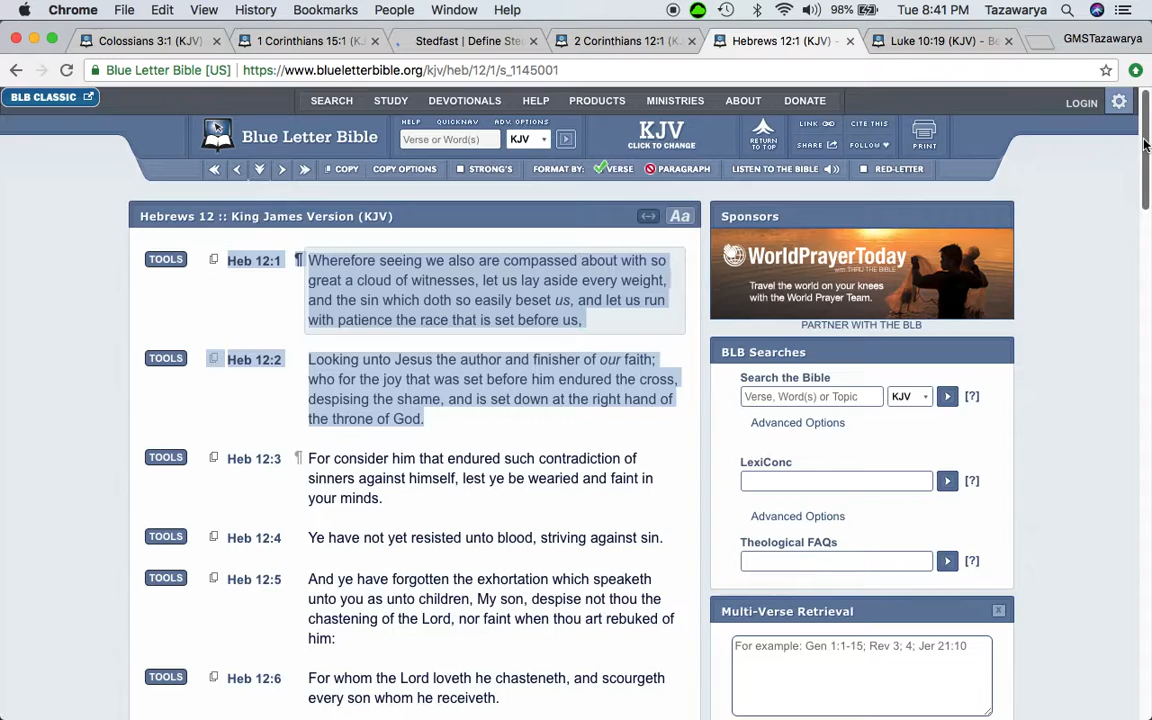 Chrome File Edit View History Bookmarks People Window Help 98% Tue 8:41 PM Tazawarya
Colossians 3:1 (KJV) 1 Corinthians 15:1 (KJV) Stedfast | Define Ste 2 Corinthians 12:1 (KJV) Hebrews 12:1 (KJV) - Luke 10:19 (KJV) - Be GMSTazawarya
Blue Letter Bible [US] https://www.blueletterbible.org/kjv/heb/12/1/s_1145001
BLB CLASSIC SEARCH STUDY DEVOTIONALS HELP PRODUCTS MINISTRIES ABOUT DONATE LOGIN
HELP QUICKNAV ADV. OPTIONS
Blue Letter Bible Verse or Word(s) KJV KJV CLICK TO CHANGE RETURN TO TOP LINK CITE THIS SHARE FOLLOW PRINT
COPY COPY OPTIONS STRONG'S FORMAT BY: VERSE PARAGRAPH LISTEN TO THE BIBLE RED-LETTER
Hebrews 12 :: King James Version (KJV) Aa
TOOLS Heb 12:1 ¶ Wherefore seeing we also are compassed about with so
great a cloud of witnesses, let us lay aside every weight,
and the sin which doth so easily beset us, and let us run
with patience the race that is set before us,
TOOLS Heb 12:2 Looking unto Jesus the author and finisher of our faith;
who for the joy that was set before him endured the cross,
despising the shame, and is set down at the right hand of
the throne of God.
TOOLS Heb 12:3 ¶ For consider him that endured such contradiction of
sinners against himself, lest ye be wearied and faint in
your minds.
TOOLS Heb 12:4 Ye have not yet resisted unto blood, striving against sin.
TOOLS Heb 12:5 And ye have forgotten the exhortation which speaketh
unto you as unto children, My son, despise not thou the
chastening of the Lord, nor faint when thou art rebuked of
him:
TOOLS Heb 12:6 For whom the Lord loveth he chasteneth, and scourgeth
every son whom he receiveth.
Sponsors
WorldPrayerToday
with THRU the BIBLE
Travel the world on your knees
with the World Prayer Team.
PARTNER WITH THE BLB
BLB Searches
Search the Bible
Verse, Word(s) or Topic KJV [?]
Advanced Options
LexiConc
[?]
Advanced Options
Theological FAQs
[?]
Multi-Verse Retrieval x
For example: Gen 1:1-15; Rev 3; 4; Jer 21:10